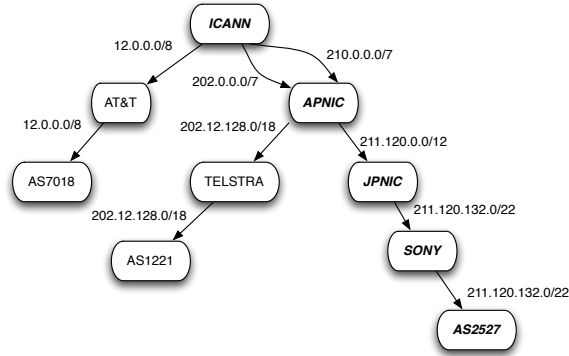 ICANN
12.0.0.0/8
210.0.0.0/7
202.0.0.0/7
AT&T
APNIC
12.0.0.0/8
202.12.128.0/18
211.120.0.0/12
AS7018
TELSTRA
JPNIC
202.12.128.0/18
211.120.132.0/22
AS1221
SONY
211.120.132.0/22
AS2527